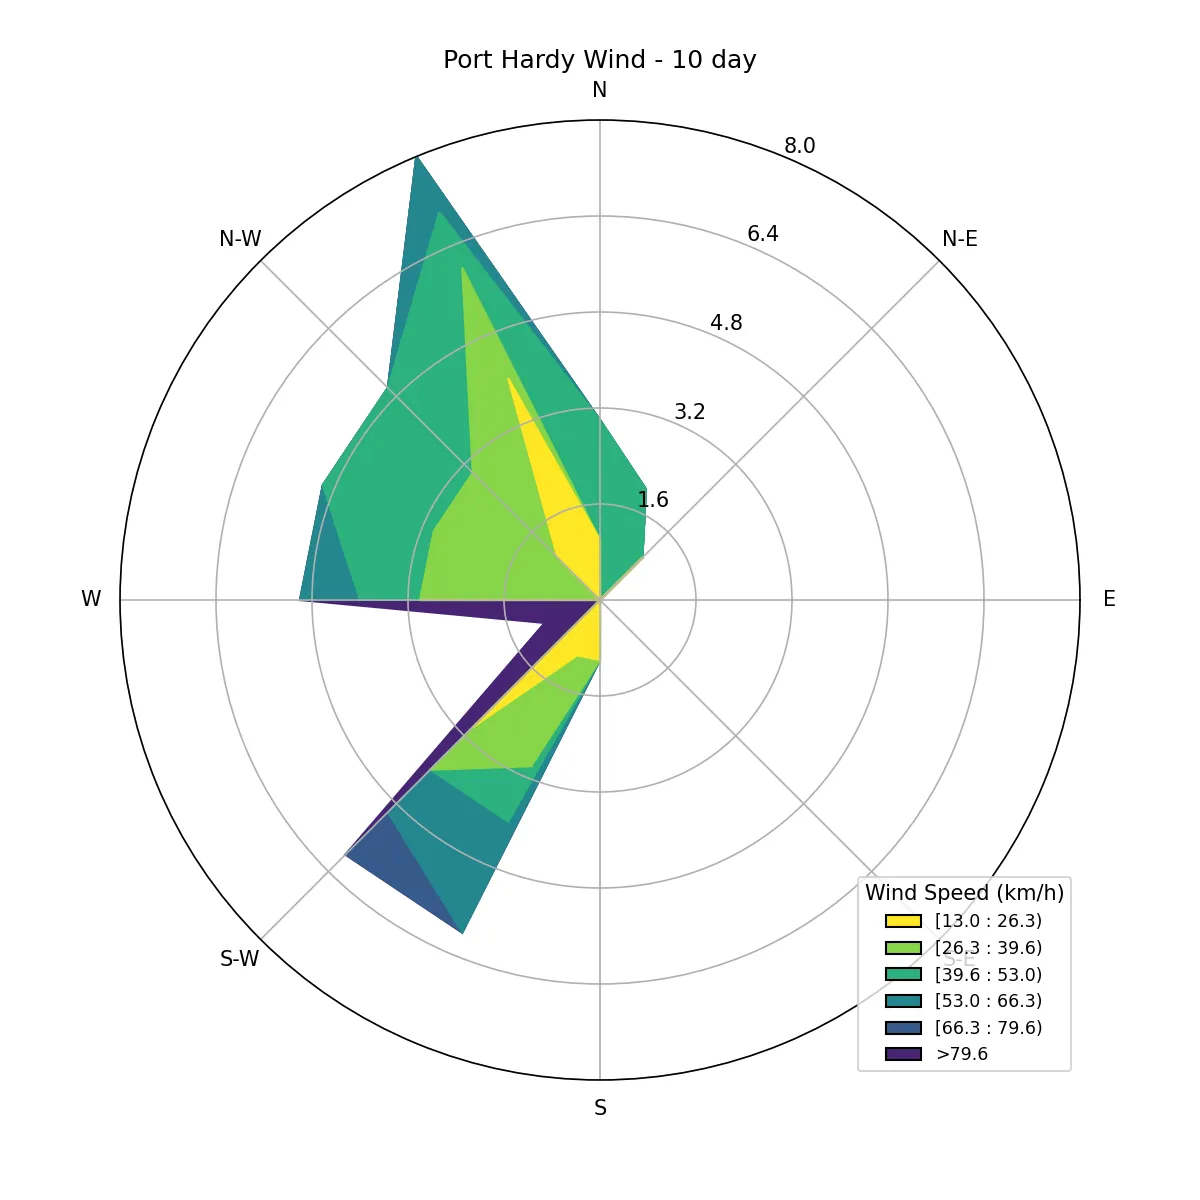 Port Hardy Wind - 10 day
N
8.0
N-W
6.4
N-E
4.8
3.2
1.6
W
E
S-W
S-E
S
Wind Speed (km/h)
[13.0 : 26.3)
[26.3 : 39.6)
[39.6 : 53.0)
[53.0 : 66.3)
[66.3 : 79.6)
>79.6